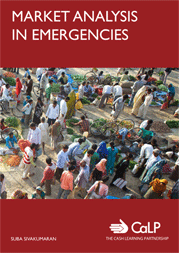 MARKET ANALYSIS
IN EMERGENCIES
SUBA SIVAKUMARAN
CaLP
THE CASH LEARNING PARTNERSHIP